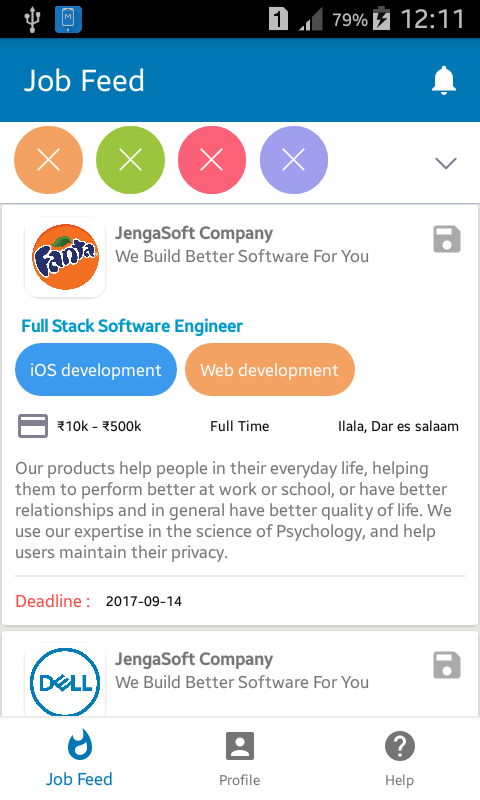 1 79% 12:11
Job Feed
Fanta
JengaSoft Company
We Build Better Software For You
Full Stack Software Engineer
iOS development Web development
₹10k - ₹500k Full Time Ilala, Dar es salaam
Our products help people in their everyday life, helping
them to perform better at work or school, or have better
relationships and in general have better quality of life. We
use our expertise in the science of Psychology, and help
users maintain their privacy.
Deadline : 2017-09-14
DELL
JengaSoft Company
We Build Better Software For You
Job Feed Profile Help